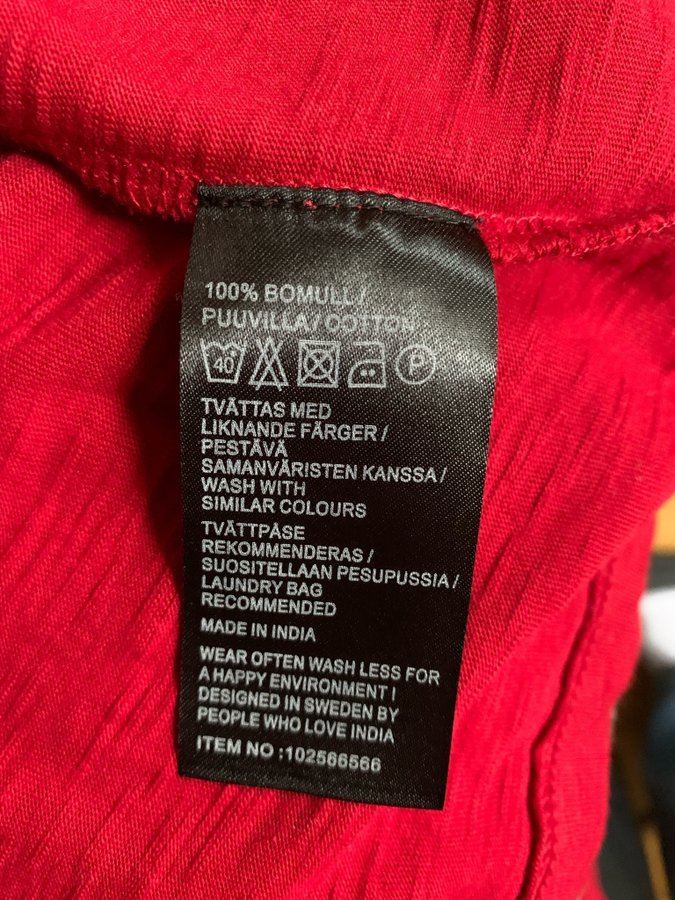 100% BOMULL /
PUUVILLA / COTTON
40 P
TVÄTTAS MED
LIKNANDE FÄRGER /
PESTÄVÄ
SAMANVÄRISTEN KANSSA /
WASH WITH
SIMILAR COLOURS
TVÄTTPÅSE
REKOMMENDERAS /
SUOSITELLAAN PESUPUSSIA /
LAUNDRY BAG
RECOMMENDED
MADE IN INDIA
WEAR OFTEN WASH LESS FOR
A HAPPY ENVIRONMENT !
DESIGNED IN SWEDEN BY
PEOPLE WHO LOVE INDIA
ITEM NO : 102566566